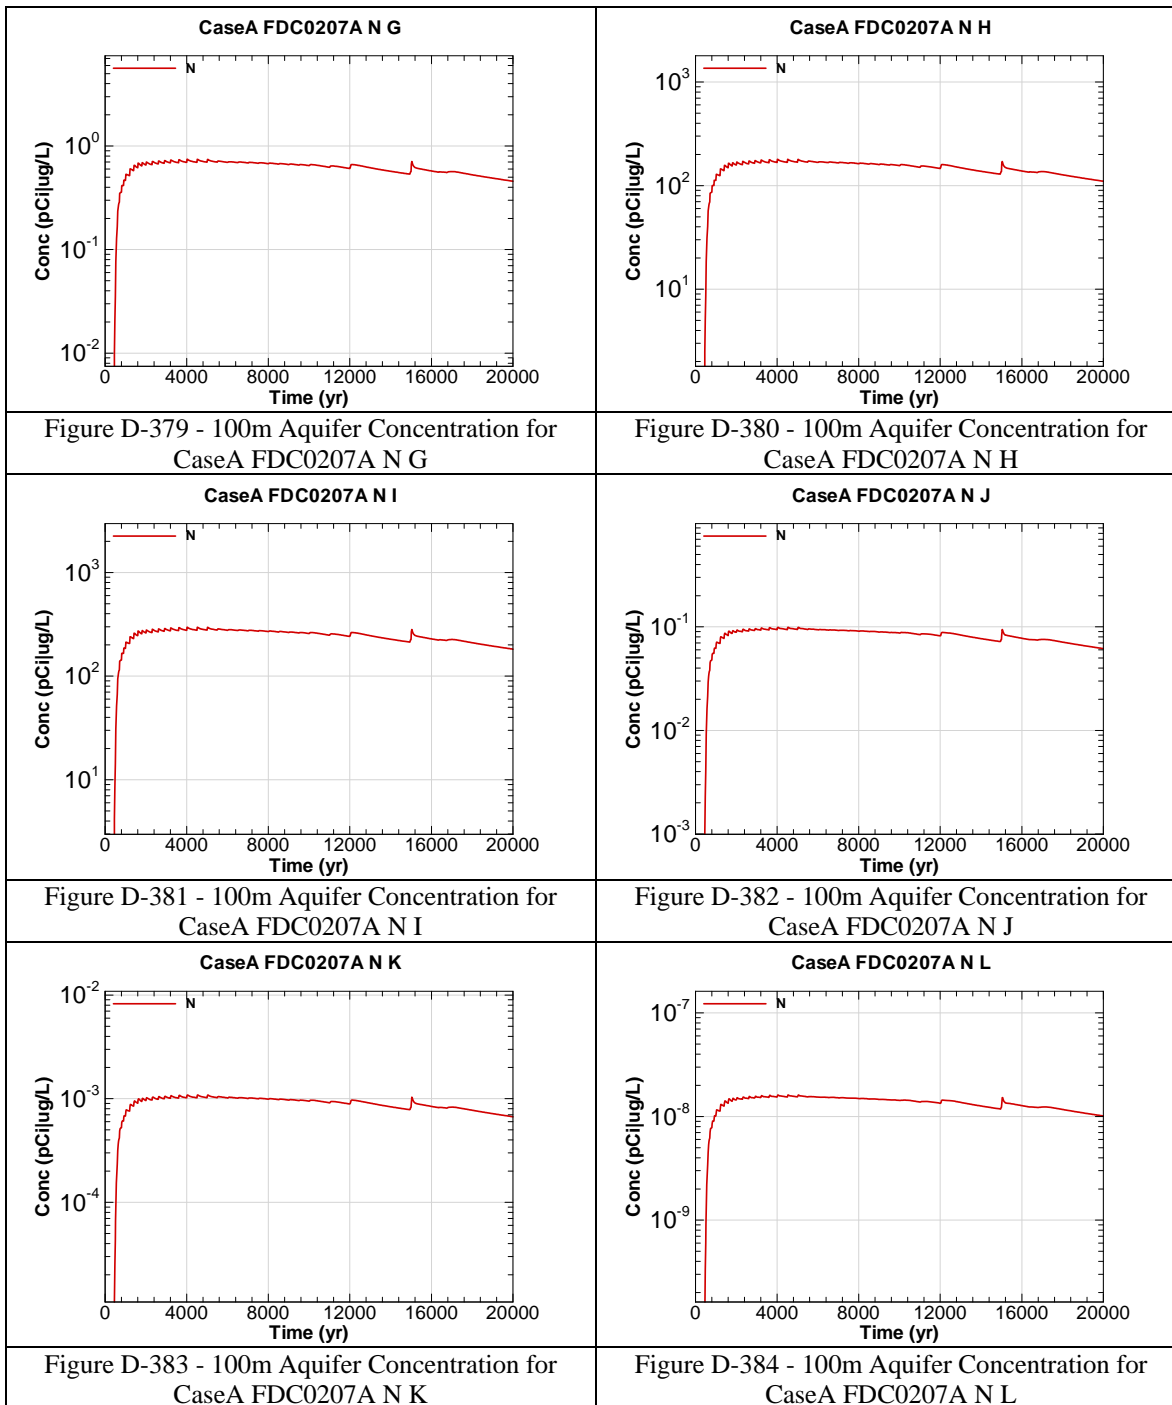 CaseA FDC0207A N G
N
Conc (pCi|ug/L)
10^0
10^-1
10^-2
0 4000 8000 12000 16000 20000
Time (yr)
Figure D-379 - 100m Aquifer Concentration for
CaseA FDC0207A N G
CaseA FDC0207A N H
N
Conc (pCi|ug/L)
10^3
10^2
10^1
0 4000 8000 12000 16000 20000
Time (yr)
Figure D-380 - 100m Aquifer Concentration for
CaseA FDC0207A N H
CaseA FDC0207A N I
N
Conc (pCi|ug/L)
10^3
10^2
10^1
0 4000 8000 12000 16000 20000
Time (yr)
Figure D-381 - 100m Aquifer Concentration for
CaseA FDC0207A N I
CaseA FDC0207A N J
N
Conc (pCi|ug/L)
10^-1
10^-2
10^-3
0 4000 8000 12000 16000 20000
Time (yr)
Figure D-382 - 100m Aquifer Concentration for
CaseA FDC0207A N J
CaseA FDC0207A N K
N
Conc (pCi|ug/L)
10^-2
10^-3
10^-4
0 4000 8000 12000 16000 20000
Time (yr)
Figure D-383 - 100m Aquifer Concentration for
CaseA FDC0207A N K
CaseA FDC0207A N L
N
Conc (pCi|ug/L)
10^-7
10^-8
10^-9
0 4000 8000 12000 16000 20000
Time (yr)
Figure D-384 - 100m Aquifer Concentration for
CaseA FDC0207A N L